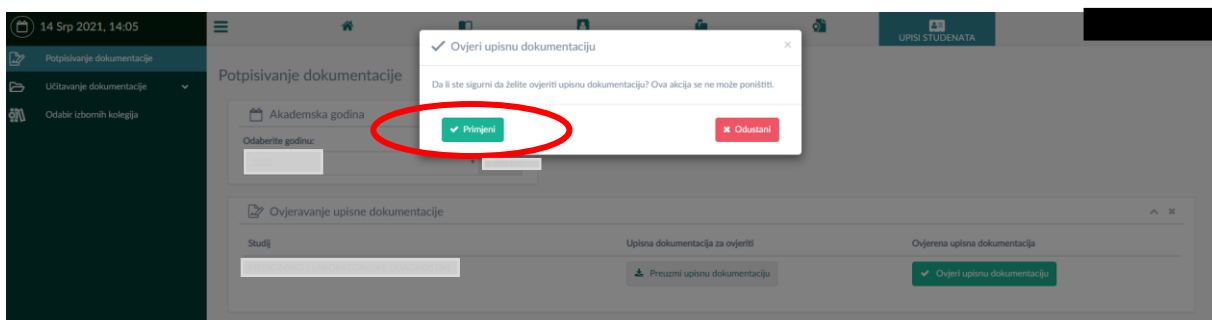 14 Srp 2021, 14:05
UPISI STUDENATA
Potpisivanje dokumentacije
Učitavanje dokumentacije
Odabir izbornih kolegija
Potpisivanje dokumentacije
Ovjeri upisnu dokumentaciju
Da li ste sigurni da želite ovjeriti upisnu dokumentaciju? Ova akcija se ne može poništiti.
Primjeni
Odustani
Akademska godina
Odaberite godinu:
Ovjeravanje upisne dokumentacije
Studij
Upisna dokumentacija za ovjeriti
Ovjerena upisna dokumentacija
Preuzmi upisnu dokumentaciju
Ovjeri upisnu dokumentaciju